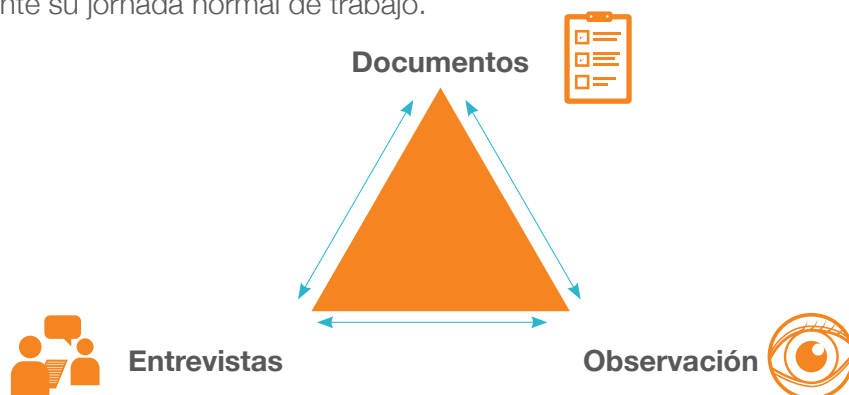 nte su jornada normal de trabajo.
Documentos
Entrevistas
Observación